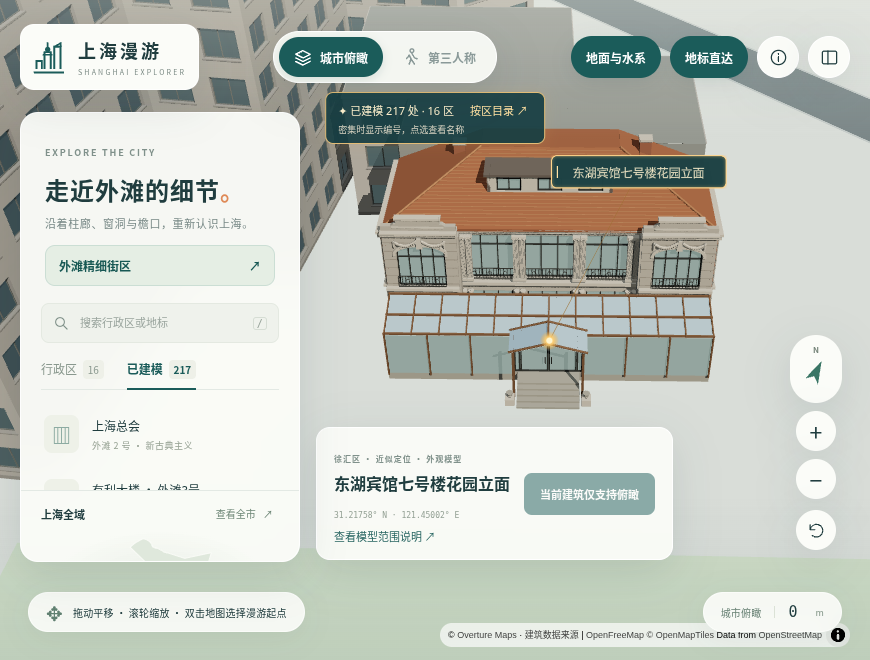 上海漫游
SHANGHAI EXPLORER
城市俯瞰
第三人称
地面与水系
地标直达
✦ 已建模 217 处 · 16 区 按区目录 ↗
密集时显示编号，点选查看名称
东湖宾馆七号楼花园立面
EXPLORE THE CITY
走近外滩的细节。
沿着柱廊、窗洞与檐口，重新认识上海。
外滩精细街区 ↗
搜索行政区或地标 /
行政区 16 已建模 217
上海总会
外滩 2 号 · 新古典主义
有利大楼 · 外滩3号
上海全域 查看全市 ↗
徐汇区 · 近似定位 · 外观模型
东湖宾馆七号楼花园立面
当前建筑仅支持俯瞰
31.21758° N · 121.45002° E
查看模型范围说明 ↗
N
+
−
拖动平移 · 滚轮缩放 · 双击地图选择漫游起点
城市俯瞰 0 m
© Overture Maps · 建筑数据来源 | OpenFreeMap © OpenMapTiles Data from OpenStreetMap